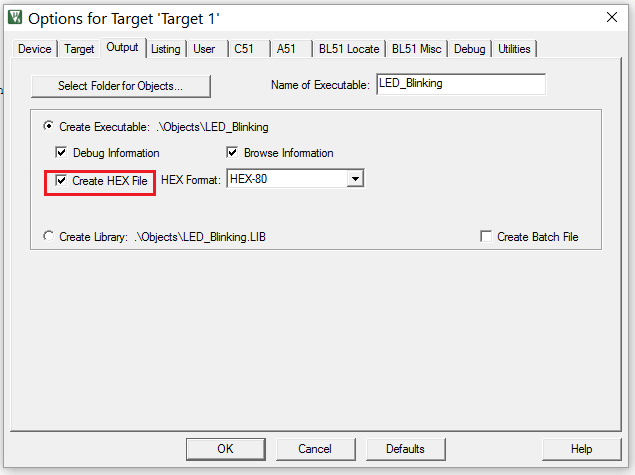 Options for Target 'Target 1'
Device Target Output Listing User C51 A51 BL51 Locate BL51 Misc Debug Utilities
Select Folder for Objects... Name of Executable: LED_Blinking
Create Executable: .\Objects\LED_Blinking
Debug Information Browse Information
Create HEX File HEX Format: HEX-80
Create Library: .\Objects\LED_Blinking.LIB Create Batch File
OK Cancel Defaults Help